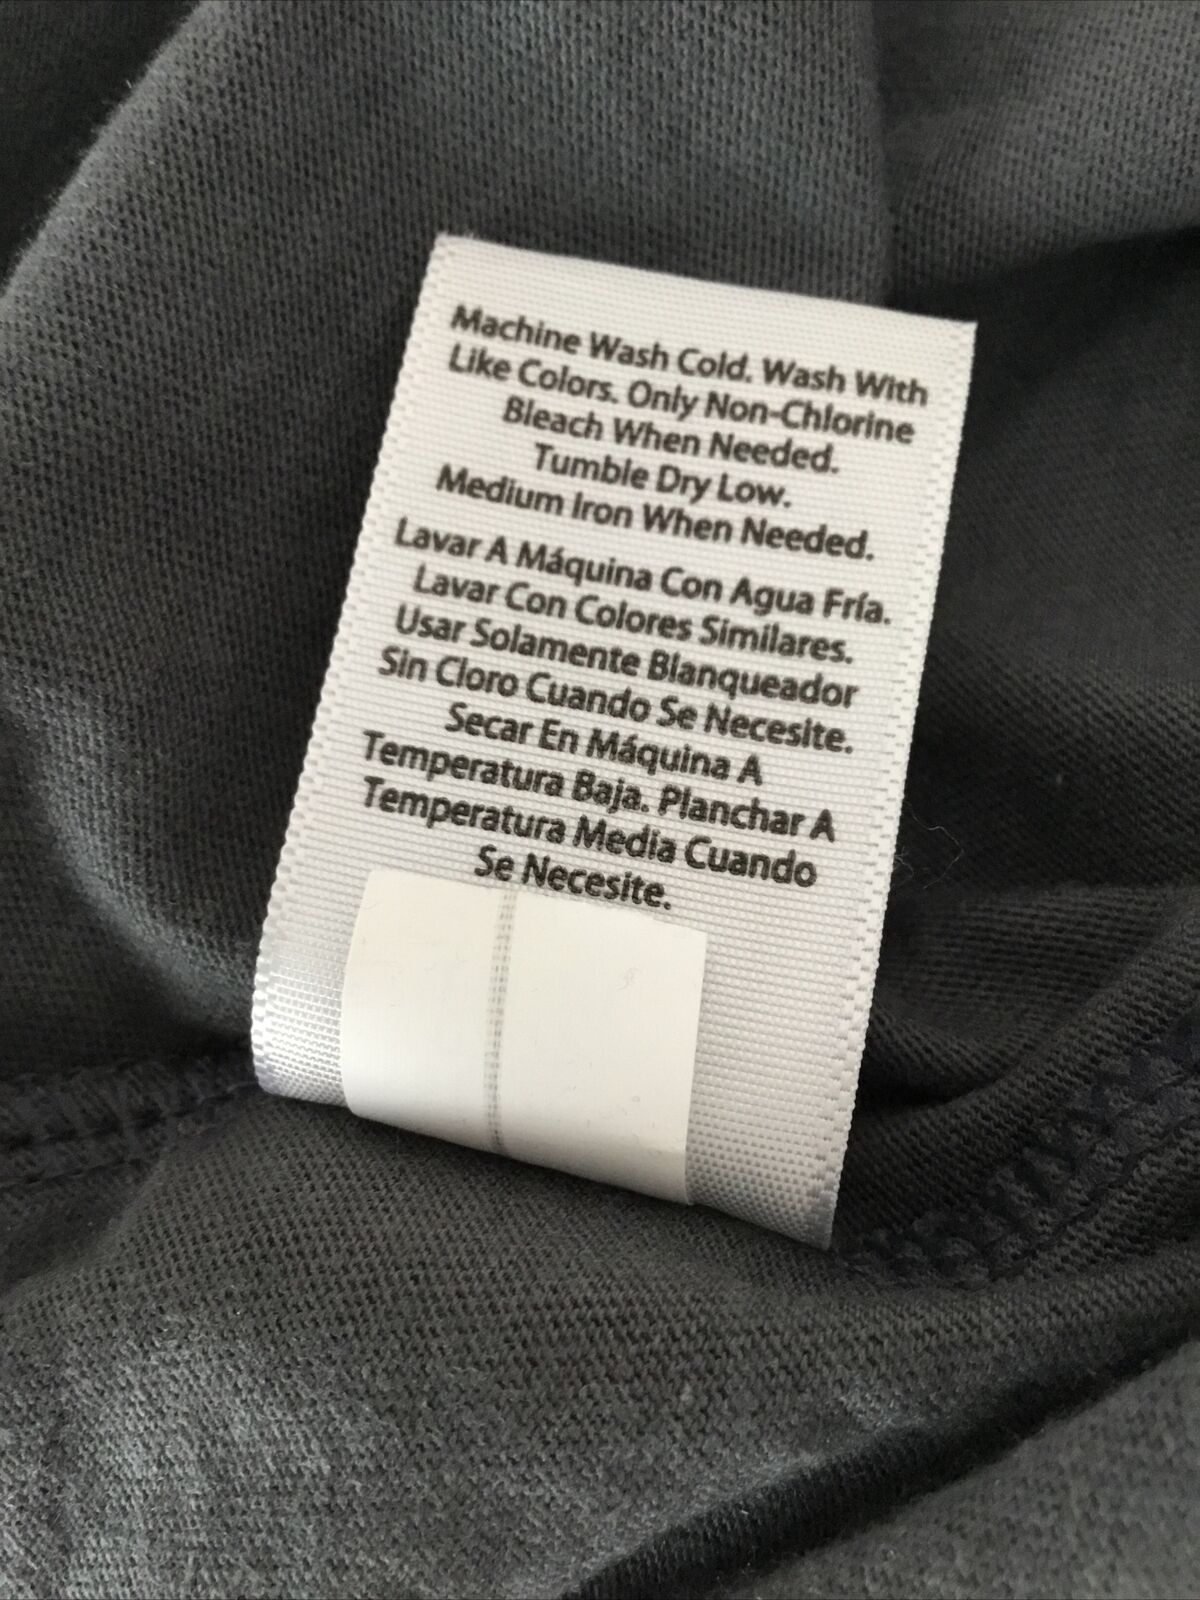 Machine Wash Cold. Wash With
Like Colors. Only Non-Chlorine
Bleach When Needed.
Tumble Dry Low.
Medium Iron When Needed.
Lavar A Máquina Con Agua Fría.
Lavar Con Colores Similares.
Usar Solamente Blanqueador
Sin Cloro Cuando Se Necesite.
Secar En Máquina A
Temperatura Baja. Planchar A
Temperatura Media Cuando
Se Necesite.